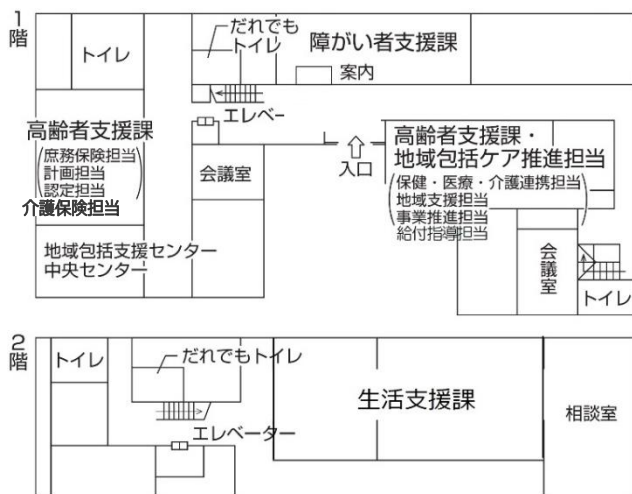 1階
トイレ
だれでも
トイレ
障がい者支援課
案内
エレベー
高齢者支援課
(庶務保険担当
計画担当
認定担当)
介護保険担当
会議室
入口
高齢者支援課・
地域包括ケア推進担当
(保健・医療・介護連携担当
地域支援担当
事業推進担当
給付指導担当)
地域包括支援センター
中央センター
会議室
トイレ
2階
トイレ
だれでもトイレ
エレベーター
生活支援課
相談室